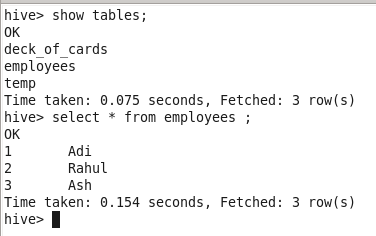 hive> show tables;
OK
deck_of_cards
employees
temp
Time taken: 0.075 seconds, Fetched: 3 row(s)
hive> select * from employees ;
OK
1       Adi
2       Rahul
3       Ash
Time taken: 0.154 seconds, Fetched: 3 row(s)
hive>